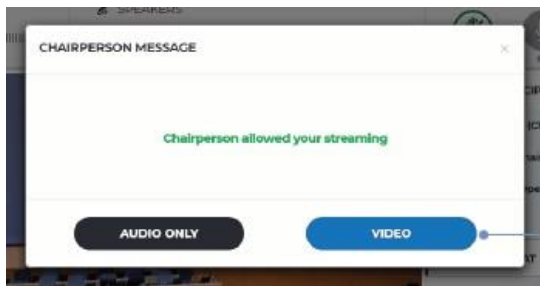 SPEAKERS
CHAIRPERSON MESSAGE
×
Chairperson allowed your streaming
AUDIO ONLY
VIDEO